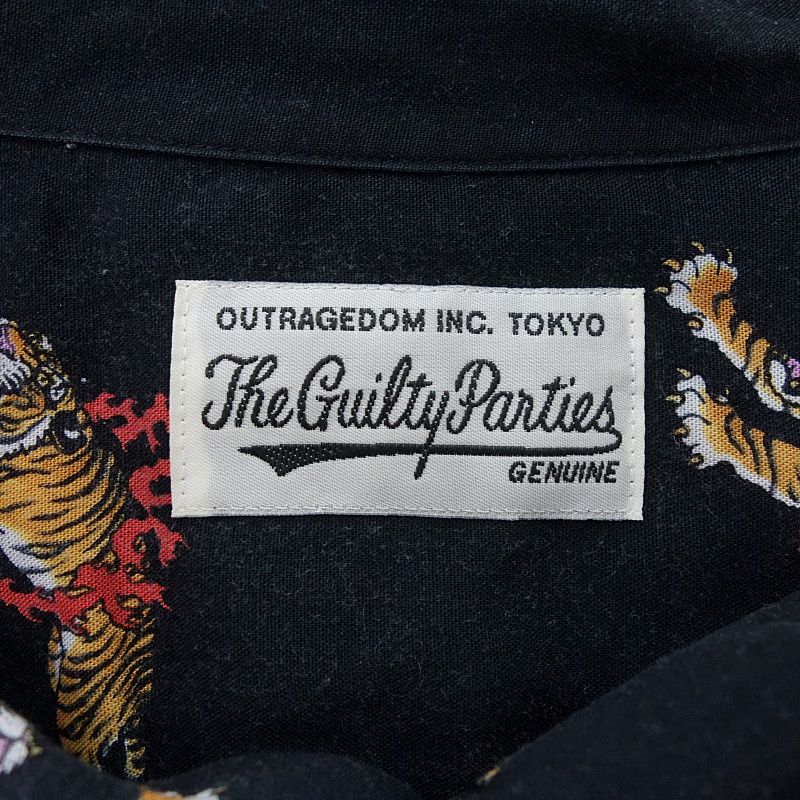 OUTRAGEDOM INC. TOKYO
The Guilty Parties
GENUINE